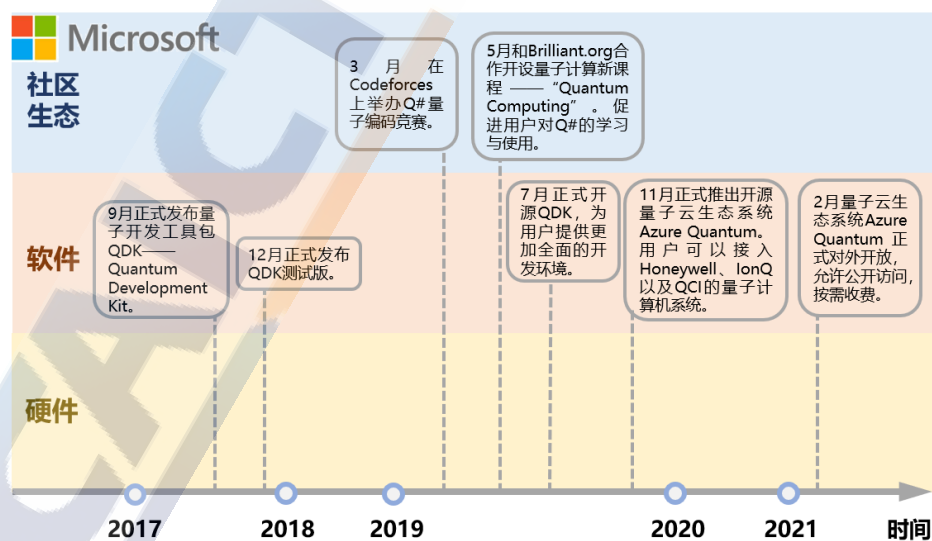 Microsoft
社区
生态
3月在
Codeforces
上举办Q#量
子编码竞赛。
5月和Brilliant.org合
作开设量子计算新课
程——“Quantum
Computing”。促
进用户对Q#的学习
与使用。
软件
9月正式发布量
子开发工具包
QDK——
Quantum
Development
Kit。
12月正式发布
QDK测试版。
7月正式开
源QDK，为
用户提供更
加全面的开
发环境。
11月正式推出开源
量子云生态系统
Azure Quantum。
用户可以接入
Honeywell、IonQ
以及QCI的量子计
算机系统。
2月量子云生
态系统Azure
Quantum正
式对外开放，
允许公开访问，
按需收费。
硬件
2017
2018
2019
2020
2021
时间
CAICT